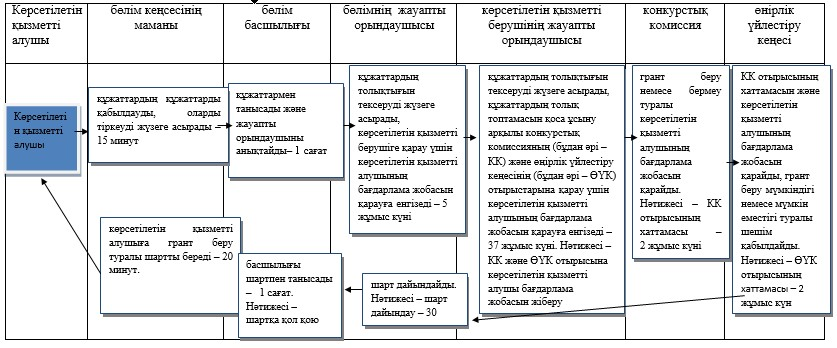 Көрсетілетін
қызметті
алушы
бөлім кеңсесінің
маманы
бөлім
басшылығы
бөлімнің жауапты
орындаушысы
көрсетілетін қызметті
берушінің жауапты
орындаушысы
конкурстық
комиссия
өңірлік
үйлестіру
кеңесі
Көрсетілеті
н қызметті
алушы
құжаттардың құжаттарды
қабылдауды, оларды
тіркеуді жүзеге асырады –
15 минут
құжаттармен
танысады және
жауапты
орындаушыны
анықтайды– 1 сағат
құжаттардың
толықтығын
тексеруді жүзеге
асырады,
көрсетілетін қызметті
берушіге қарау үшін
көрсетілетін қызметті
алушының
бағдарлама жобасын
қарауға енгізеді – 5
жұмыс күні
құжаттардың толықтығын
тексеруді жүзеге асырады,
құжаттардың толық
топтамасын қоса ұсыну
арқылы конкурстық
комиссияның (бұдан әрі –
КК) және өңірлік үйлестіру
кеңесінің (бұдан әрі – ӨҮК)
отырыстарына қарау үшін
көрсетілетін қызметті
алушының бағдарлама
жобасын қарауға енгізеді –
37 жұмыс күні. Нәтижесі –
КК және ӨҮК отырысына
көрсетілетін қызметті
алушы бағдарлама
жобасын жіберу
грант беру
немесе бермеу
туралы
көрсетілетін
қызметті
алушының
бағдарлама
жобасын
қарайды.
Нәтижесі – КК
отырысының
хаттамасы –
2 жұмыс күні
КК отырысының
хаттамасын және
көрсетілетін
қызметті
алушының
бағдарлама
жобасын
қарайды, грант
беру мүмкіндігі
немесе мүмкін
еместігі туралы
шешім
қабылдайды.
Нәтижесі – ӨҮК
отырысының
хаттамасы – 2
жұмыс күн
көрсетілетін қызметті
алушыға грант беру
туралы шартты береді – 20
минут.
басшылығы
шартпен танысады
– 1 сағат.
Нәтижесі –
шартқа қол қою
шарт дайындайды.
Нәтижесі – шарт
дайындау – 30